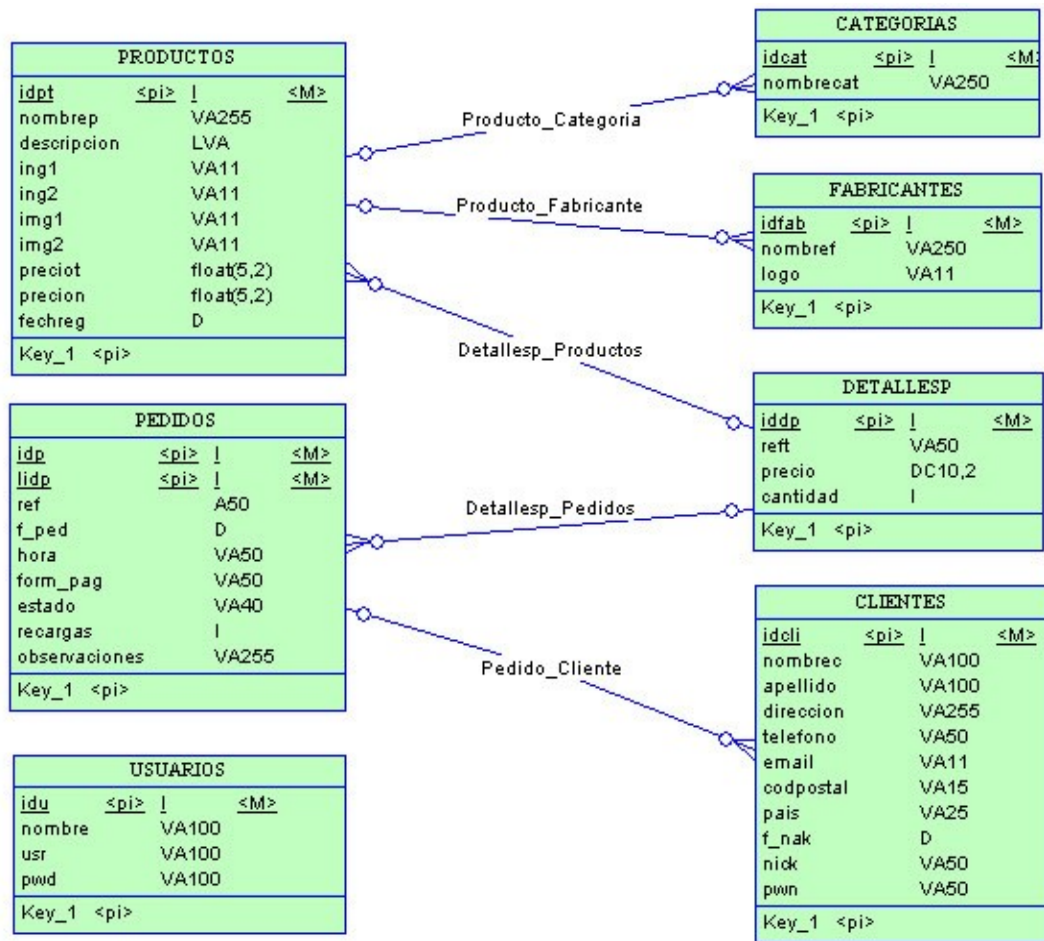 PRODUCTOS
idpt <pi> I <M>
nombrep VA255
descripcion LVA
ing1 VA11
ing2 VA11
img1 VA11
img2 VA11
preciot float(5,2)
precion float(5,2)
fechreg D
Key_1 <pi>
CATEGORIAS
idcat <pi> I <M>
nombrecat VA250
Key_1 <pi>
Producto_Categoria
FABRICANTES
idfab <pi> I <M>
nombref VA250
logo VA11
Key_1 <pi>
Producto_Fabricante
Detallesp_Productos
DETALLESP
iddp <pi> I <M>
reft VA50
precio DC10,2
cantidad I
Key_1 <pi>
PEDIDOS
idp <pi> I <M>
lidp <pi> I <M>
ref A50
f_ped D
hora VA50
form_pag VA50
estado VA40
recargas I
observaciones VA255
Key_1 <pi>
Detallesp_Pedidos
Pedido_Cliente
CLIENTES
idcli <pi> I <M>
nombrec VA100
apellido VA100
direccion VA255
telefono VA50
email VA11
codpostal VA15
pais VA25
f_nak D
nick VA50
pwn VA50
Key_1 <pi>
USUARIOS
idu <pi> I <M>
nombre VA100
usr VA100
pwd VA100
Key_1 <pi>